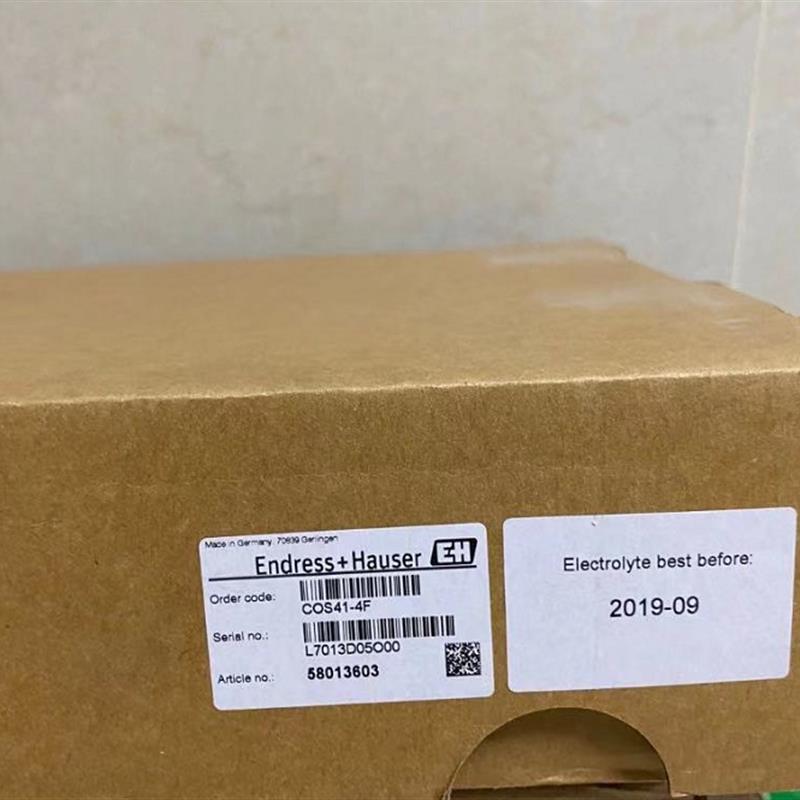 Made in Germany, 70839 Gerlingen
Endress+Hauser EH
Order code:
COS41-4F
Serial no.:
L7013D05O00
Article no.:
58013603
Electrolyte best before:
2019-09